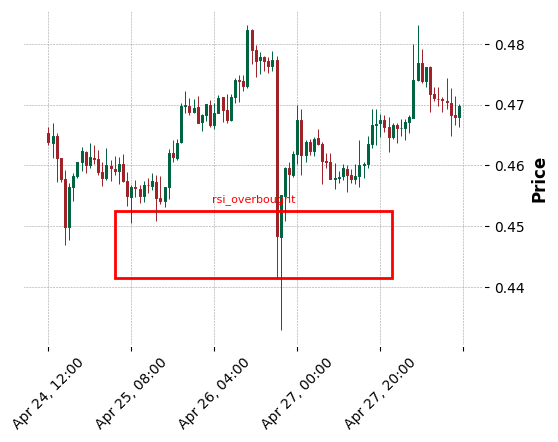 0.48
0.47
0.46
0.45
0.44
Price
rsi_overbought
Apr 24, 12:00
Apr 25, 08:00
Apr 26, 04:00
Apr 27, 00:00
Apr 27, 20:00